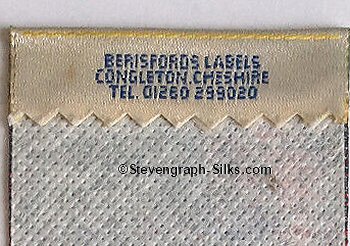 BERISFORDS LABELS
CONGLETON. CHESHIRE
TEL. 01260 299020
©Stevengraph-Silks.com